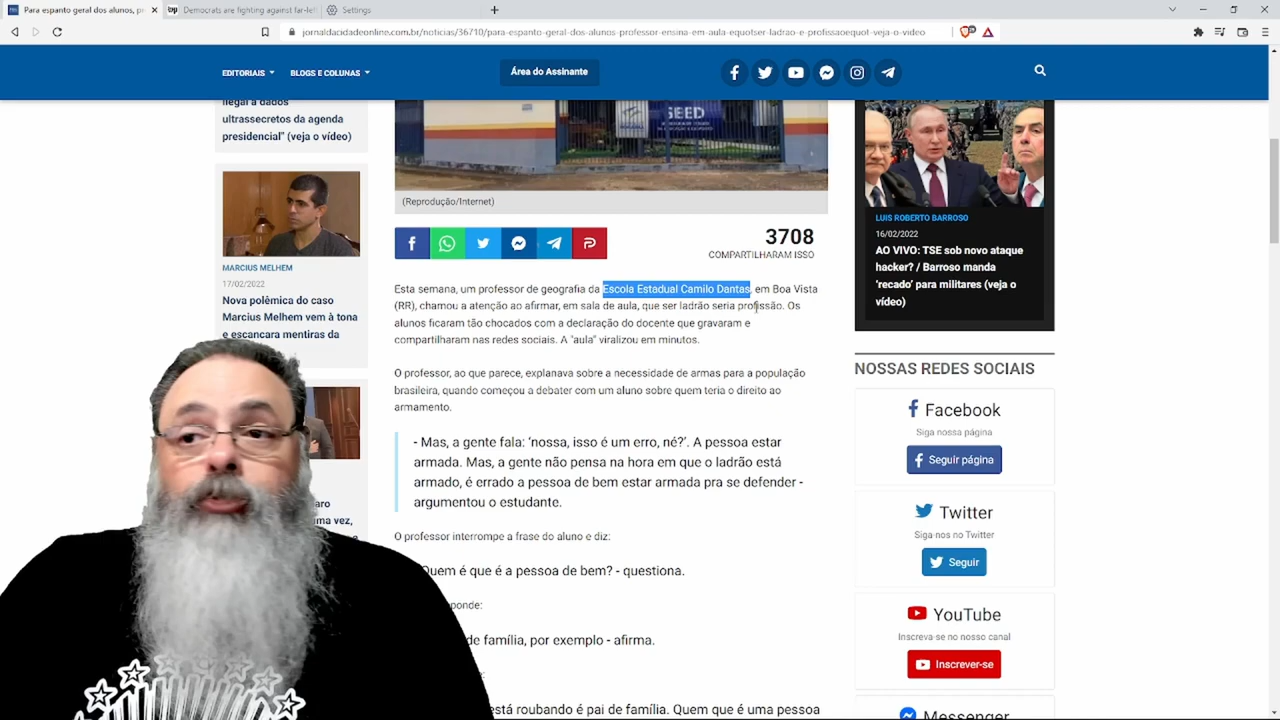 Para espanto geral dos alunos, p
Democrats are fighting against far-lef
Settings
jornaldacidadeonline.com.br/noticias/36710/para-espanto-geral-dos-alunos-professor-ensina-em-aula-equotser-ladrao-e-profissaoequot-veja-o-video
EDITORIAIS
BLOGS E COLUNAS
Área do Assinante
ilegal a dados
ultrassecretos da agenda
presidencial" (veja o vídeo)
MARCIUS MELHEM
17/02/2022
Nova polêmica do caso
Marcius Melhem vem à tona
e escancara mentiras da
aro
uma vez,
SEED
(Reprodução/Internet)
3708
COMPARTILHARAM ISSO
Esta semana, um professor de geografia da Escola Estadual Camilo Dantas, em Boa Vista
(RR), chamou a atenção ao afirmar, em sala de aula, que ser ladrão seria profissão. Os
alunos ficaram tão chocados com a declaração do docente que gravaram e
compartilharam nas redes sociais. A "aula" viralizou em minutos.
O professor, ao que parece, explanava sobre a necessidade de armas para a população
brasileira, quando começou a debater com um aluno sobre quem teria o direito ao
armamento.
- Mas, a gente fala: 'nossa, isso é um erro, né?'. A pessoa estar
armada. Mas, a gente não pensa na hora em que o ladrão está
armado, é errado a pessoa de bem estar armada pra se defender -
argumentou o estudante.
O professor interrompe a frase do aluno e diz:
Quem é que é a pessoa de bem? - questiona.
ponde:
de família, por exemplo - afirma.
está roubando é pai de família. Quem que é uma pessoa
LUIS ROBERTO BARROSO
16/02/2022
AO VIVO: TSE sob novo ataque
hacker? / Barroso manda
'recado' para militares (veja o
vídeo)
NOSSAS REDES SOCIAIS
Facebook
Siga nossa página
Seguir página
Twitter
Siga-nos no Twitter
Seguir
YouTube
Inscreva se no nosso canal
Inscrever-se
Messenger